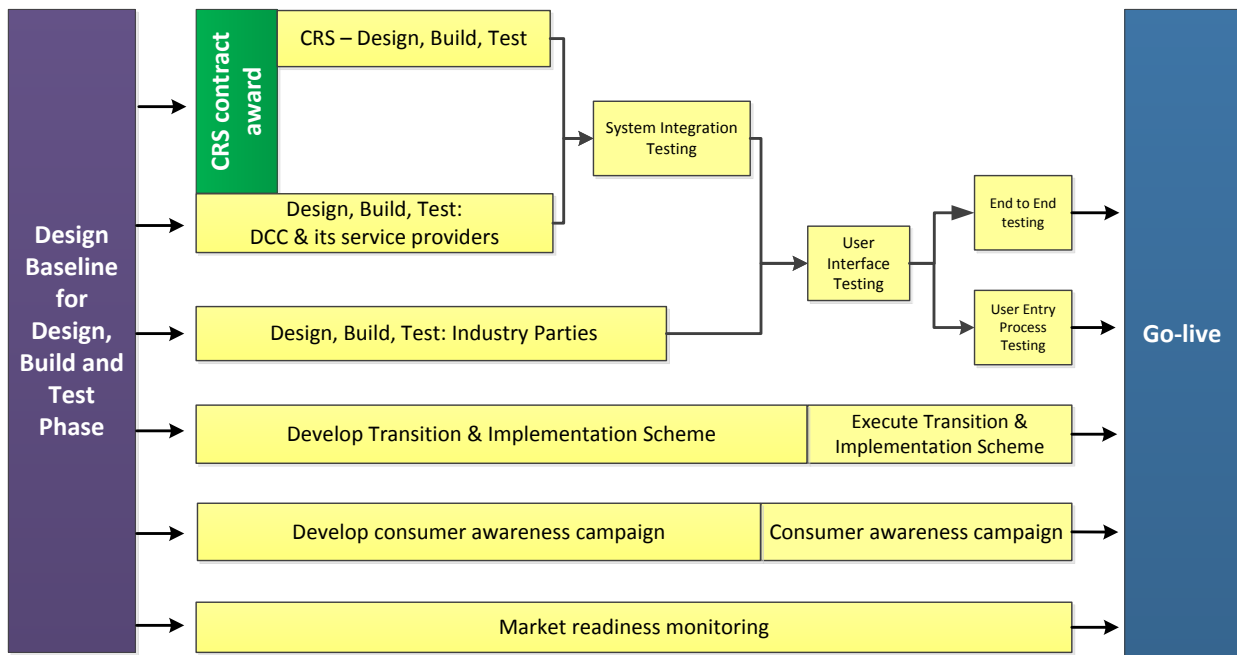 Design
Baseline
for
Design,
Build and
Test
Phase
CRS contract
award
CRS – Design, Build, Test
Design, Build, Test:
DCC & its service providers
System Integration
Testing
Design, Build, Test: Industry Parties
User
Interface
Testing
End to End
testing
User Entry
Process
Testing
Develop Transition & Implementation Scheme
Execute Transition &
Implementation Scheme
Develop consumer awareness campaign
Consumer awareness campaign
Market readiness monitoring
Go-live